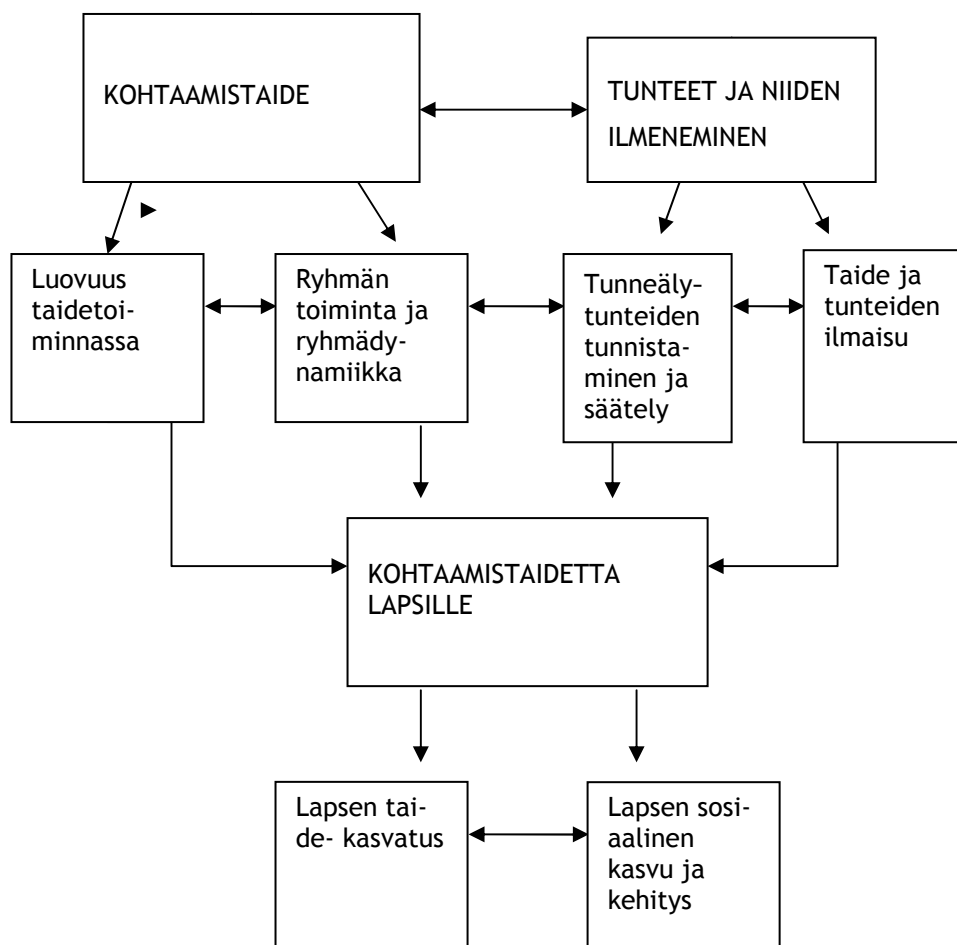 KOHTAAMISTAIDE
TUNTEET JA NIIDEN
ILMENEMINEN
Luovuus
taidetoi-
minnassa
Ryhmän
toiminta ja
ryhmädy-
namiikka
Tunneäly-
tunteiden
tunnista-
minen ja
säätely
Taide ja
tunteiden
ilmaisu
KOHTAAMISTAIDETTA
LAPSILLE
Lapsen tai-
de- kasvatus
Lapsen sosi-
aalinen
kasvu ja
kehitys